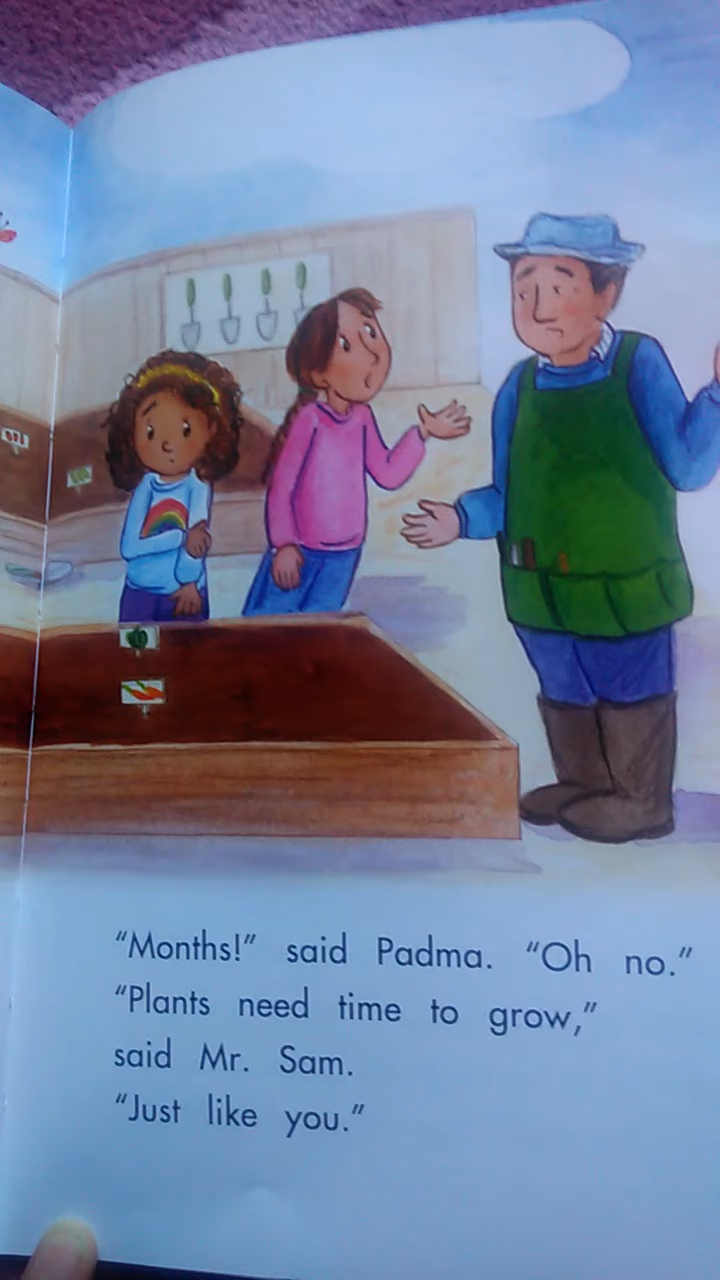 “Months!” said Padma. “Oh no.”
“Plants need time to grow,”
said Mr. Sam.
“Just like you.”